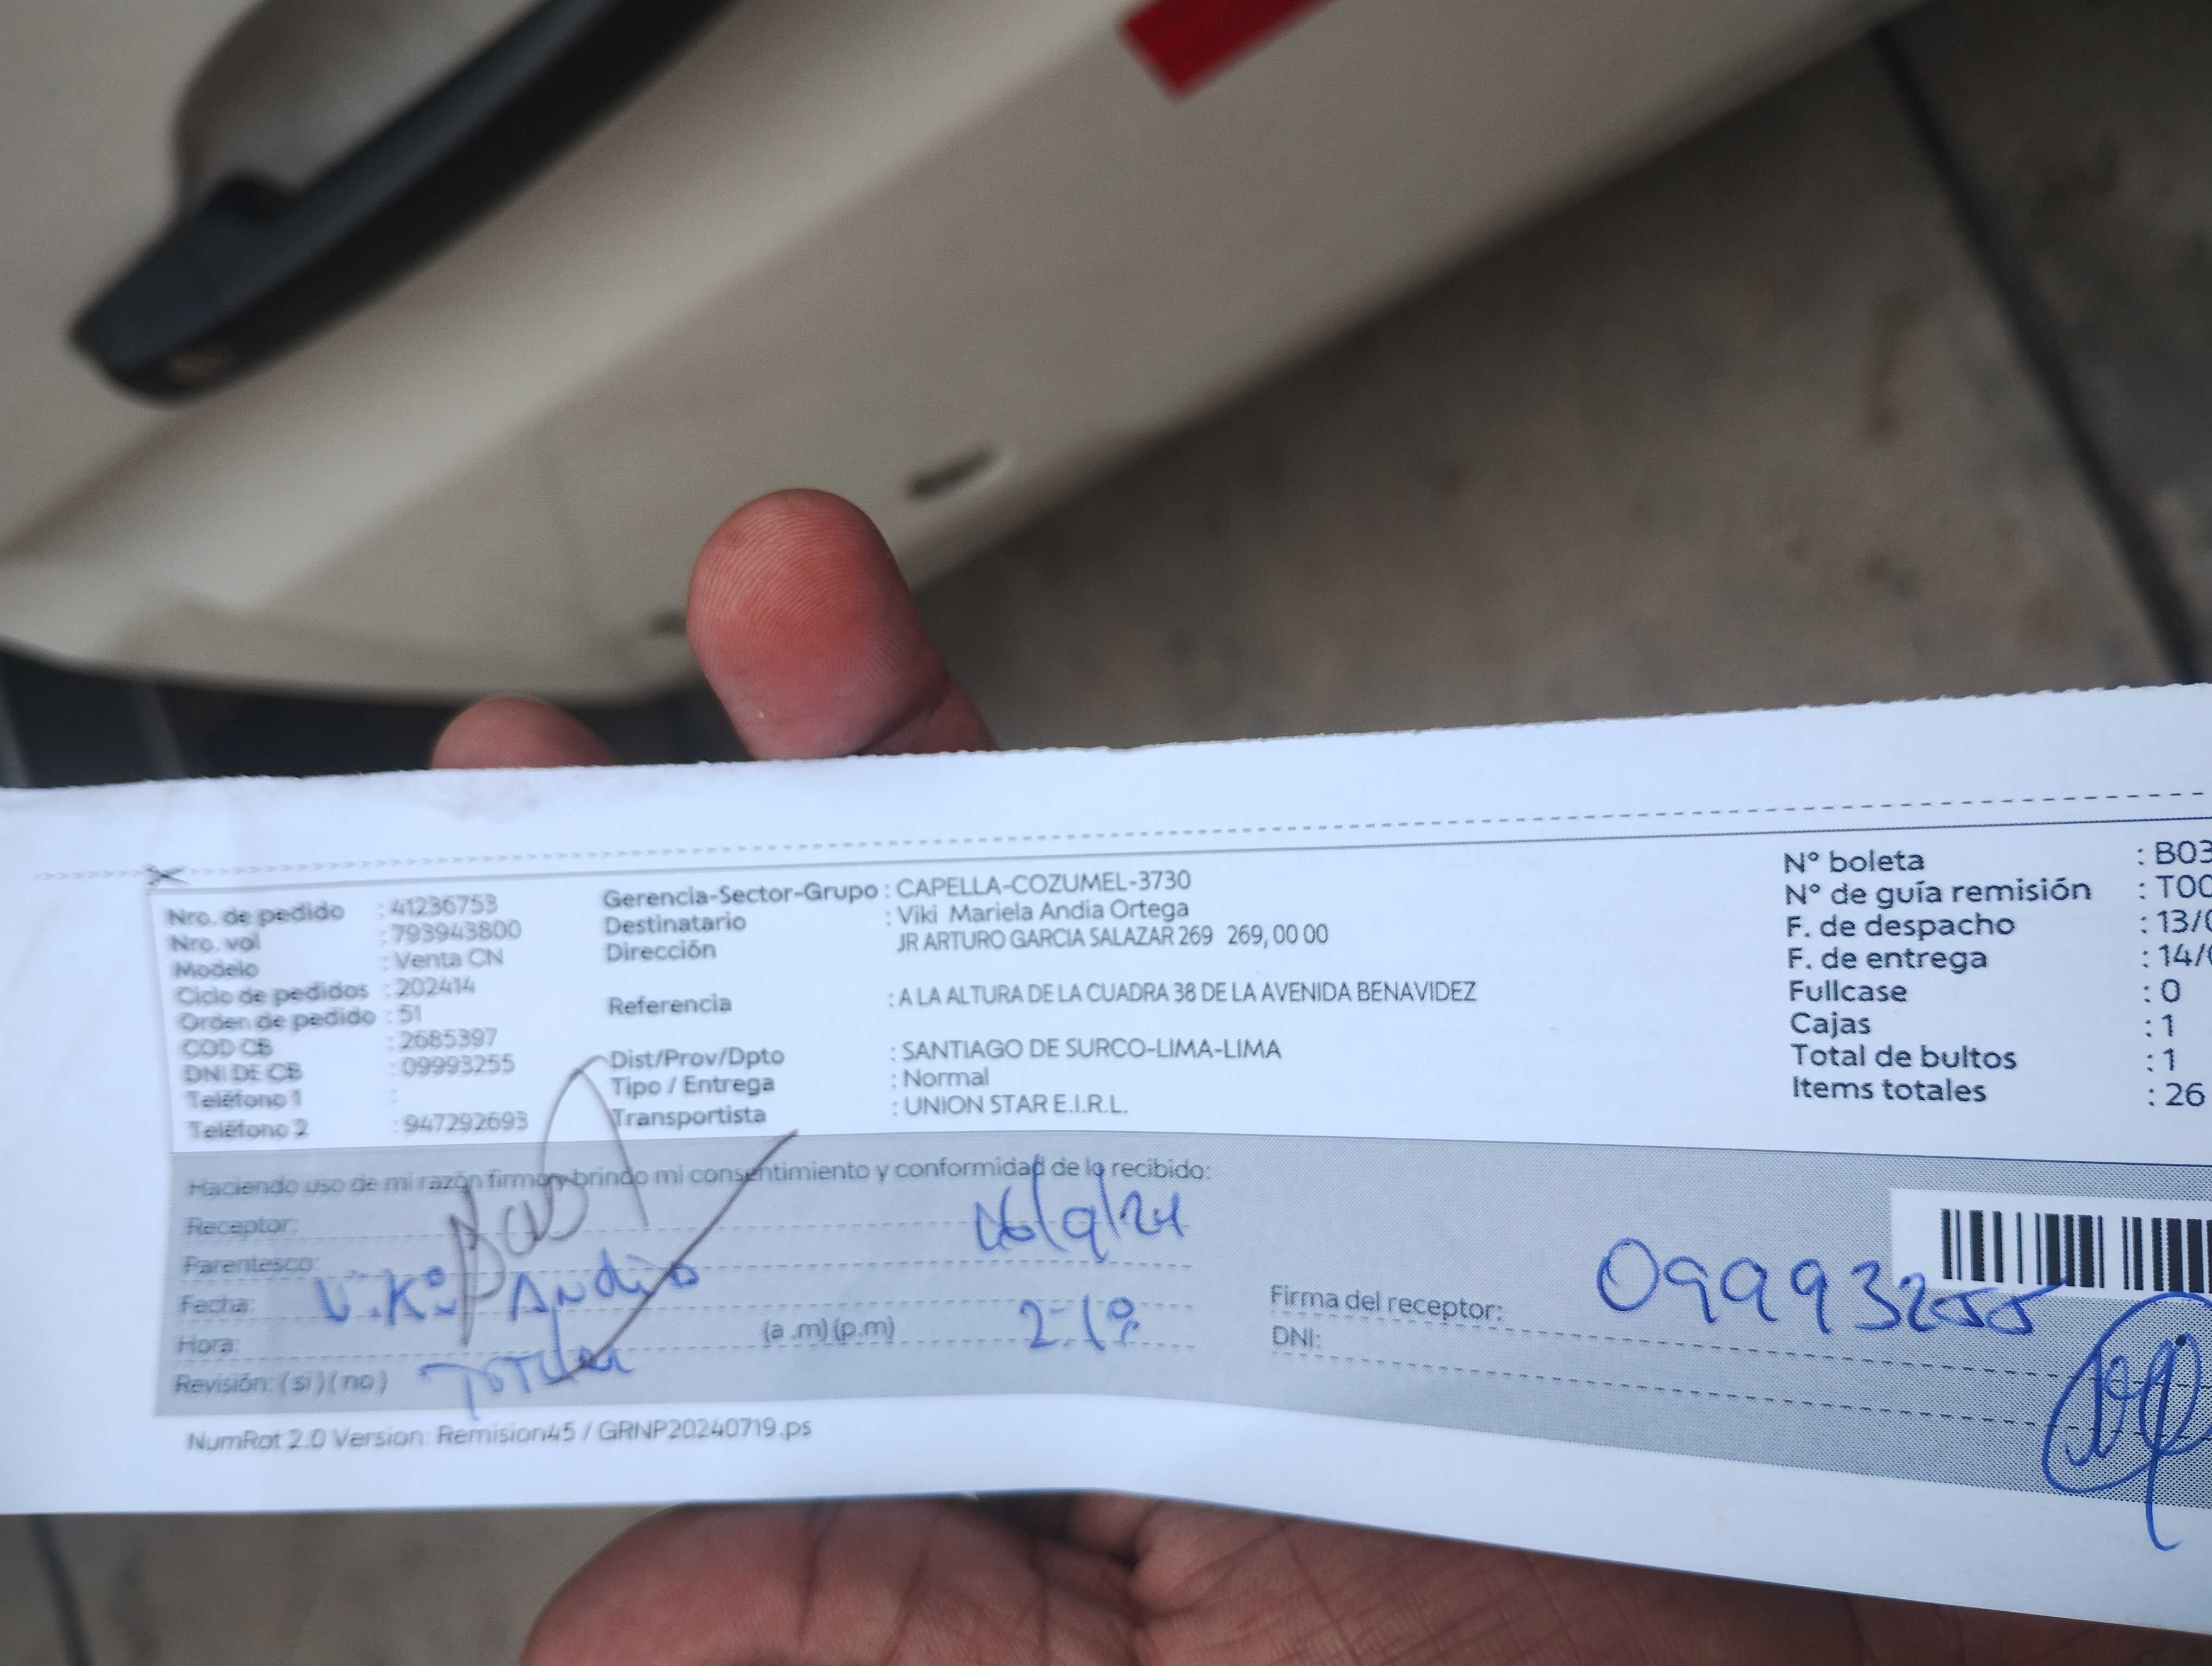 Nro. de pedido : 41236753
Nro. vol : 793943800
Modelo : Venta CN
Ciclo de pedidos : 202414
Orden de pedido : 51
COD CB : 2685397
DNI DE CB : 09993255
Teléfono 1 :
Teléfono 2 : 947292693
Gerencia-Sector-Grupo : CAPELLA-COZUMEL-3730
Destinatario : Viki Mariela Andia Ortega
Dirección JR ARTURO GARCIA SALAZAR 269 269, 00 00
Referencia : A LA ALTURA DE LA CUADRA 38 DE LA AVENIDA BENAVIDEZ
Dist/Prov/Dpto : SANTIAGO DE SURCO-LIMA-LIMA
Tipo / Entrega : Normal
Transportista : UNION STAR E.I.R.L.
N° boleta : B03
N° de guía remisión : T00
F. de despacho : 13/0
F. de entrega : 14/0
Fullcase : 0
Cajas : 1
Total de bultos : 1
Items totales : 26
Haciendo uso de mi razón firmo y brindo mi consentimiento y conformidad de lo recibido:
Receptor: 16/9/24
Parentesco:
Fecha: Viki Andia
Hora: (a .m) (p.m)
Revisión: ( si ) ( no )
Firma del receptor: 09993255
DNI:
NumRot 2.0 Version: Remision45 / GRNP20240719.ps